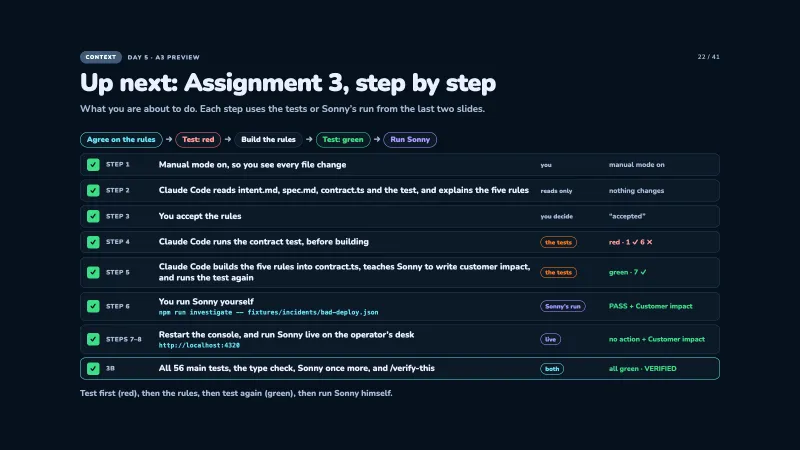 CONTEXT DAY 5 · A3 PREVIEW 22 / 41
Up next: Assignment 3, step by step
What you are about to do. Each step uses the tests or Sonny's run from the last two slides.
Agree on the rules → Test: red → Build the rules → Test: green → Run Sonny
STEP 1 Manual mode on, so you see every file change you manual mode on
STEP 2 Claude Code reads intent.md, spec.md, contract.ts and the test, and explains the five rules reads only nothing changes
STEP 3 You accept the rules you decide "accepted"
STEP 4 Claude Code runs the contract test, before building the tests red · 1 ✓ 6 ✕
STEP 5 Claude Code builds the five rules into contract.ts, teaches Sonny to write customer impact, the tests green · 7 ✓
and runs the test again
STEP 6 You run Sonny yourself Sonny's run PASS + Customer impact
npm run investigate -- fixtures/incidents/bad-deploy.json
STEPS 7–8 Restart the console, and run Sonny live on the operator's desk live no action + Customer impact
http://localhost:4320
3B All 56 main tests, the type check, Sonny once more, and /verify-this both all green · VERIFIED
Test first (red), then the rules, then test again (green), then run Sonny himself.